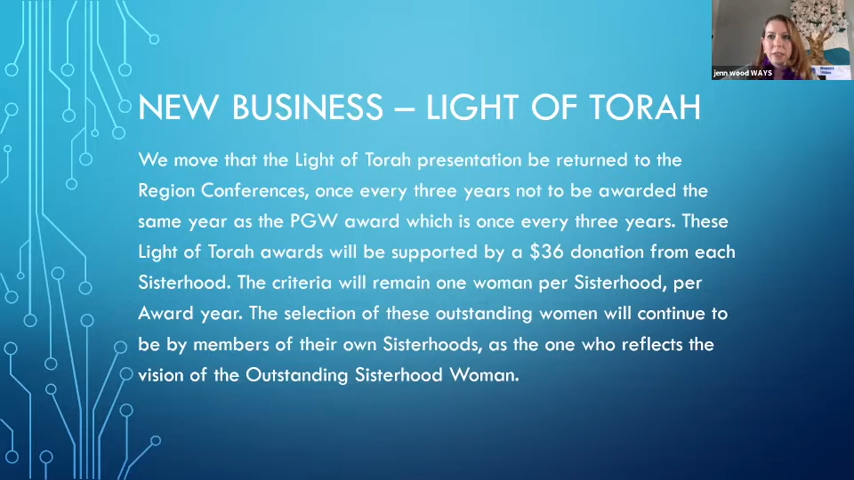 jenn wood WAYS
NEW BUSINESS – LIGHT OF TORAH
We move that the Light of Torah presentation be returned to the
Region Conferences, once every three years not to be awarded the
same year as the PGW award which is once every three years. These
Light of Torah awards will be supported by a $36 donation from each
Sisterhood. The criteria will remain one woman per Sisterhood, per
Award year. The selection of these outstanding women will continue to
be by members of their own Sisterhoods, as the one who reflects the
vision of the Outstanding Sisterhood Woman.